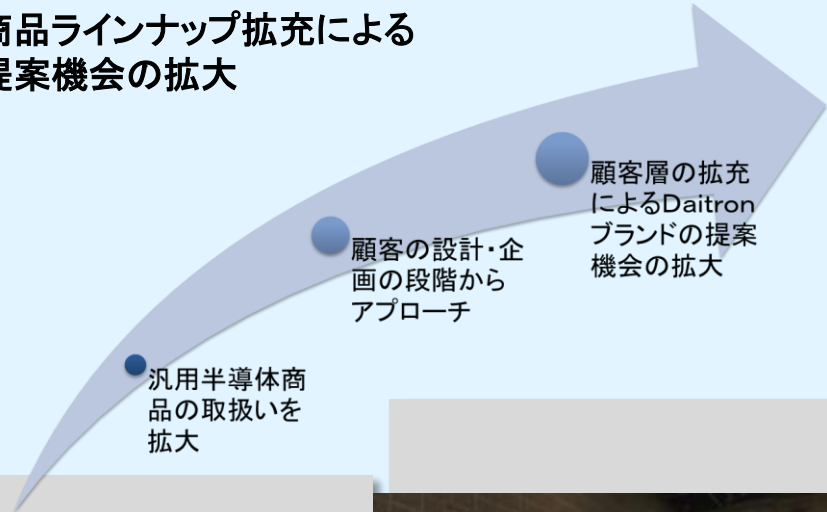 商品ラインナップ拡充による
提案機会の拡大
顧客層の拡充
によるDaitron
ブランドの提案
機会の拡大
顧客の設計・企
画の段階から
アプローチ
汎用半導体商
品の取扱いを
拡大